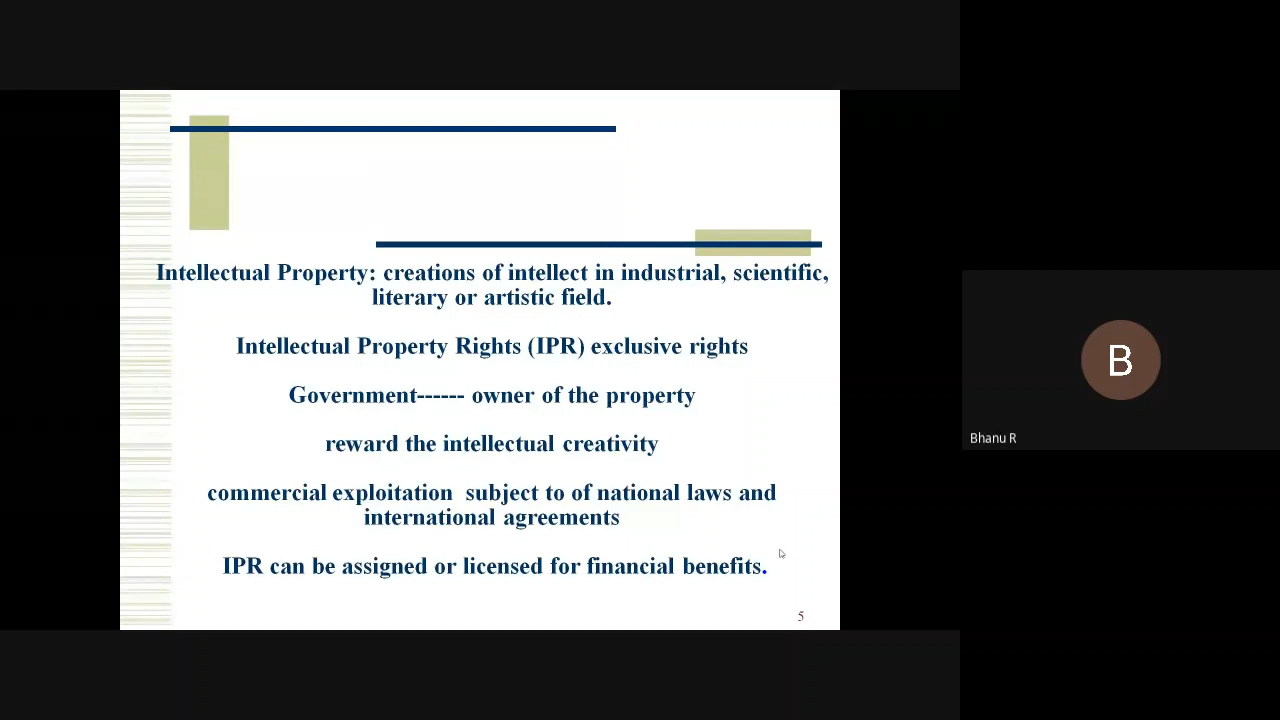 Intellectual Property: creations of intellect in industrial, scientific,
literary or artistic field.
Intellectual Property Rights (IPR) exclusive rights
Government------ owner of the property
reward the intellectual creativity
commercial exploitation  subject to of national laws and
international agreements
IPR can be assigned or licensed for financial benefits.
5
B
Bhanu R